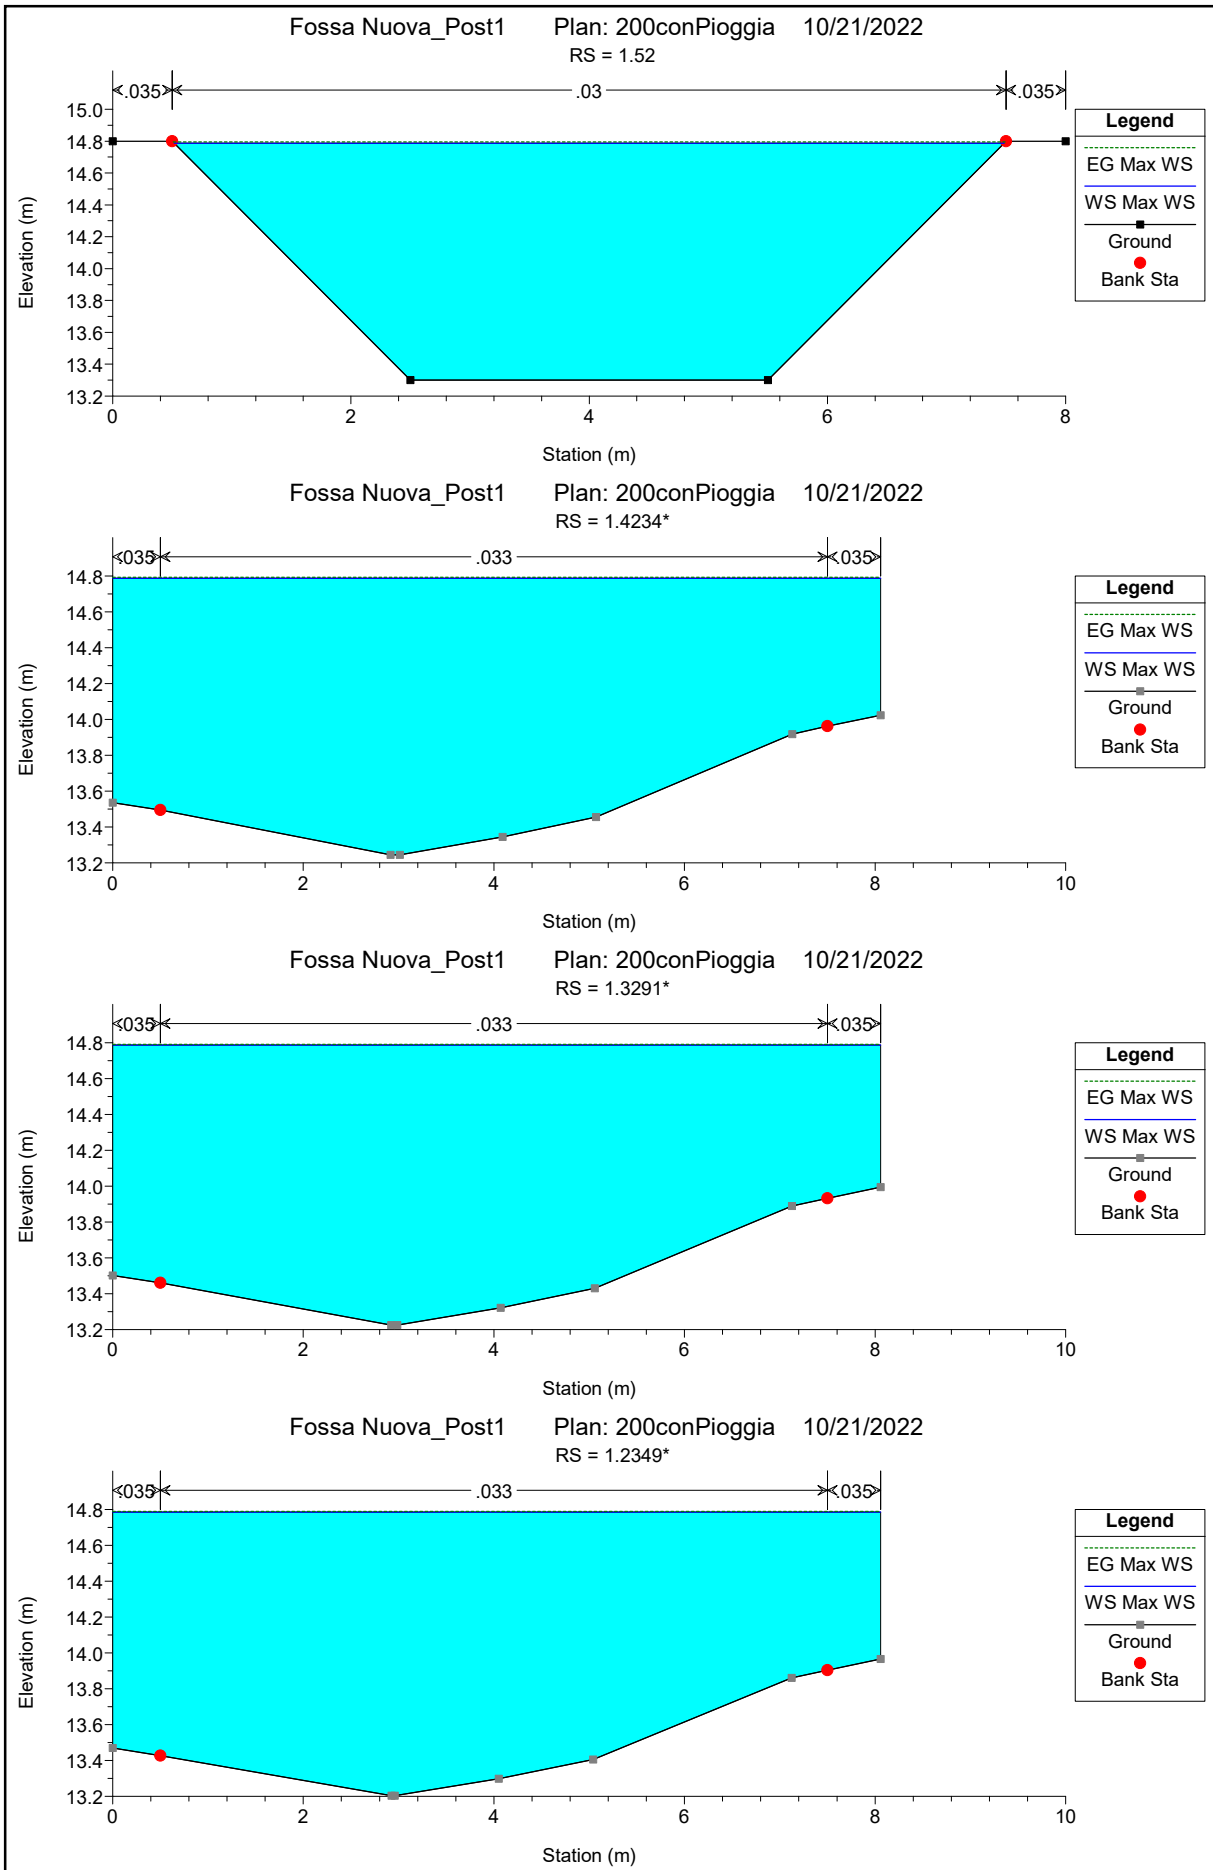 Fossa Nuova_Post1 Plan: 200conPioggia 10/21/2022
RS = 1.52
.035 .03 .035
15.0
14.8
14.6
14.4
14.2
14.0
13.8
13.6
13.4
13.2
Elevation (m)
0 2 4 6 8
Station (m)
Legend
EG Max WS
WS Max WS
Ground
Bank Sta
Fossa Nuova_Post1 Plan: 200conPioggia 10/21/2022
RS = 1.4234*
.035 .033 .035
14.8
14.6
14.4
14.2
14.0
13.8
13.6
13.4
13.2
Elevation (m)
0 2 4 6 8 10
Station (m)
Legend
EG Max WS
WS Max WS
Ground
Bank Sta
Fossa Nuova_Post1 Plan: 200conPioggia 10/21/2022
RS = 1.3291*
.035 .033 .035
14.8
14.6
14.4
14.2
14.0
13.8
13.6
13.4
13.2
Elevation (m)
0 2 4 6 8 10
Station (m)
Legend
EG Max WS
WS Max WS
Ground
Bank Sta
Fossa Nuova_Post1 Plan: 200conPioggia 10/21/2022
RS = 1.2349*
.035 .033 .035
14.8
14.6
14.4
14.2
14.0
13.8
13.6
13.4
13.2
Elevation (m)
0 2 4 6 8 10
Station (m)
Legend
EG Max WS
WS Max WS
Ground
Bank Sta